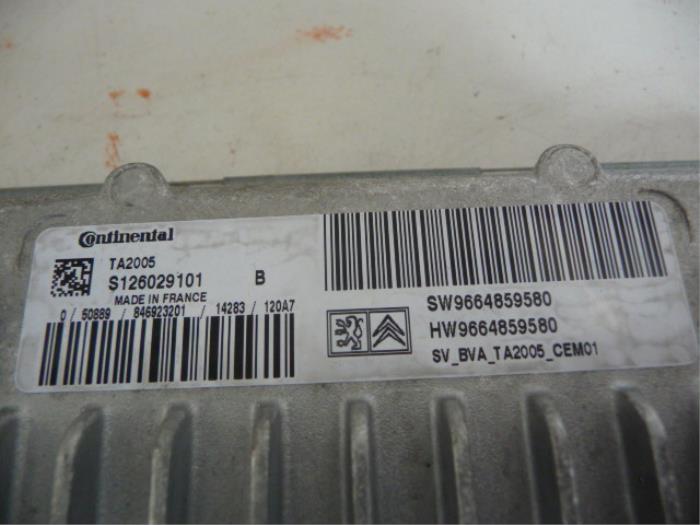 Continental
TA2005
S126029101 B
MADE IN FRANCE
0 / 50889 / 846923201 / 14283 / 120A7
SW9664859580
HW9664859580
SV_BVA_TA2005_CEM01